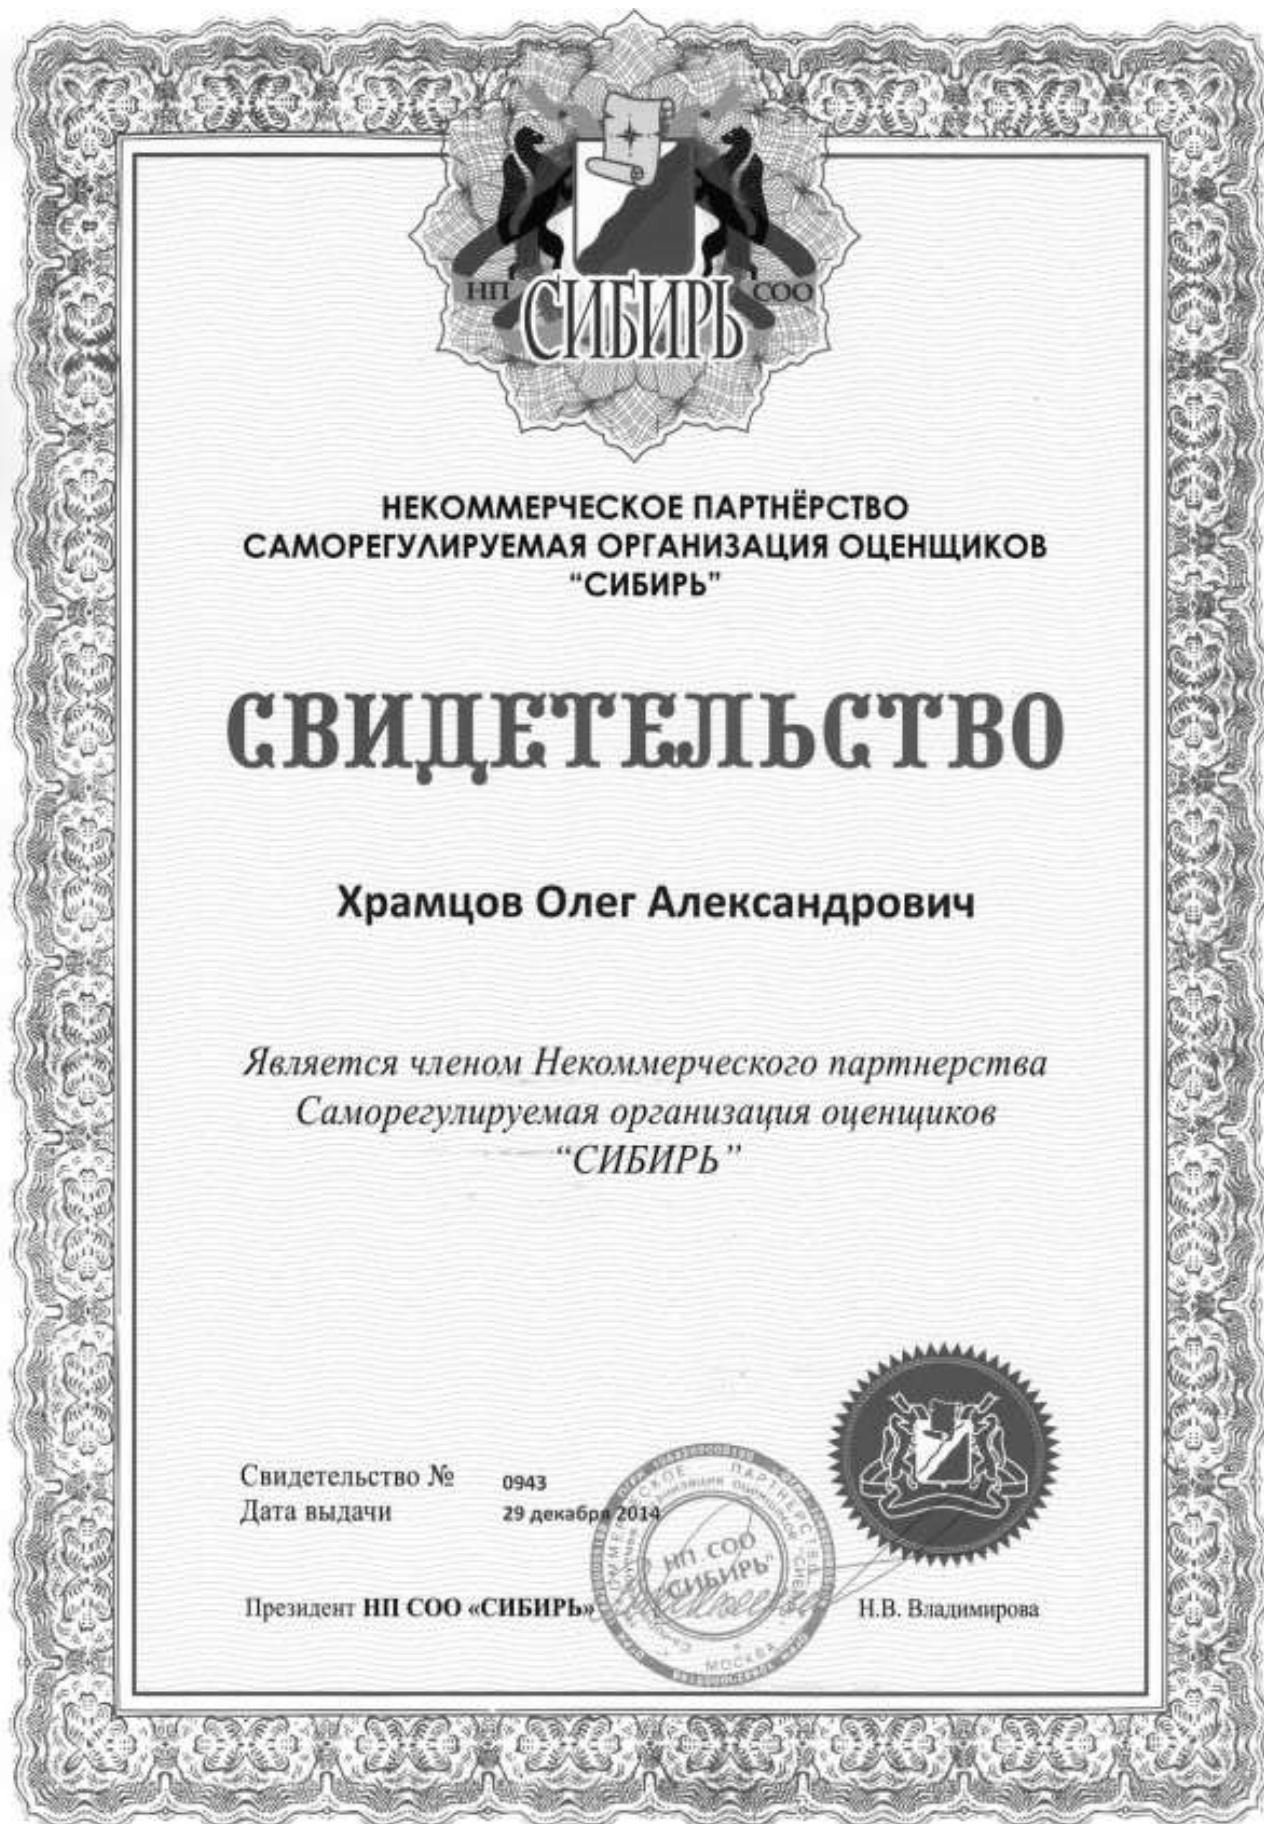 НП СИБИРЬ СОО
НЕКОММЕРЧЕСКОЕ ПАРТНЁРСТВО
САМОРЕГУЛИРУЕМАЯ ОРГАНИЗАЦИЯ ОЦЕНЩИКОВ
“СИБИРЬ”
СВИДЕТЕЛЬСТВО
Храмцов Олег Александрович
Является членом Некоммерческого партнерства
Саморегулируемая организация оценщиков
“СИБИРЬ”
Свидетельство № 0943
Дата выдачи 29 декабря 2014
НП СОО
"СИБИРЬ"
МОСКВА
Президент НП СОО «СИБИРЬ» Н.В. Владимирова